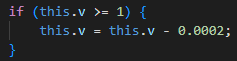 if (this.v >= 1) {
    this.v = this.v - 0.0002;
}